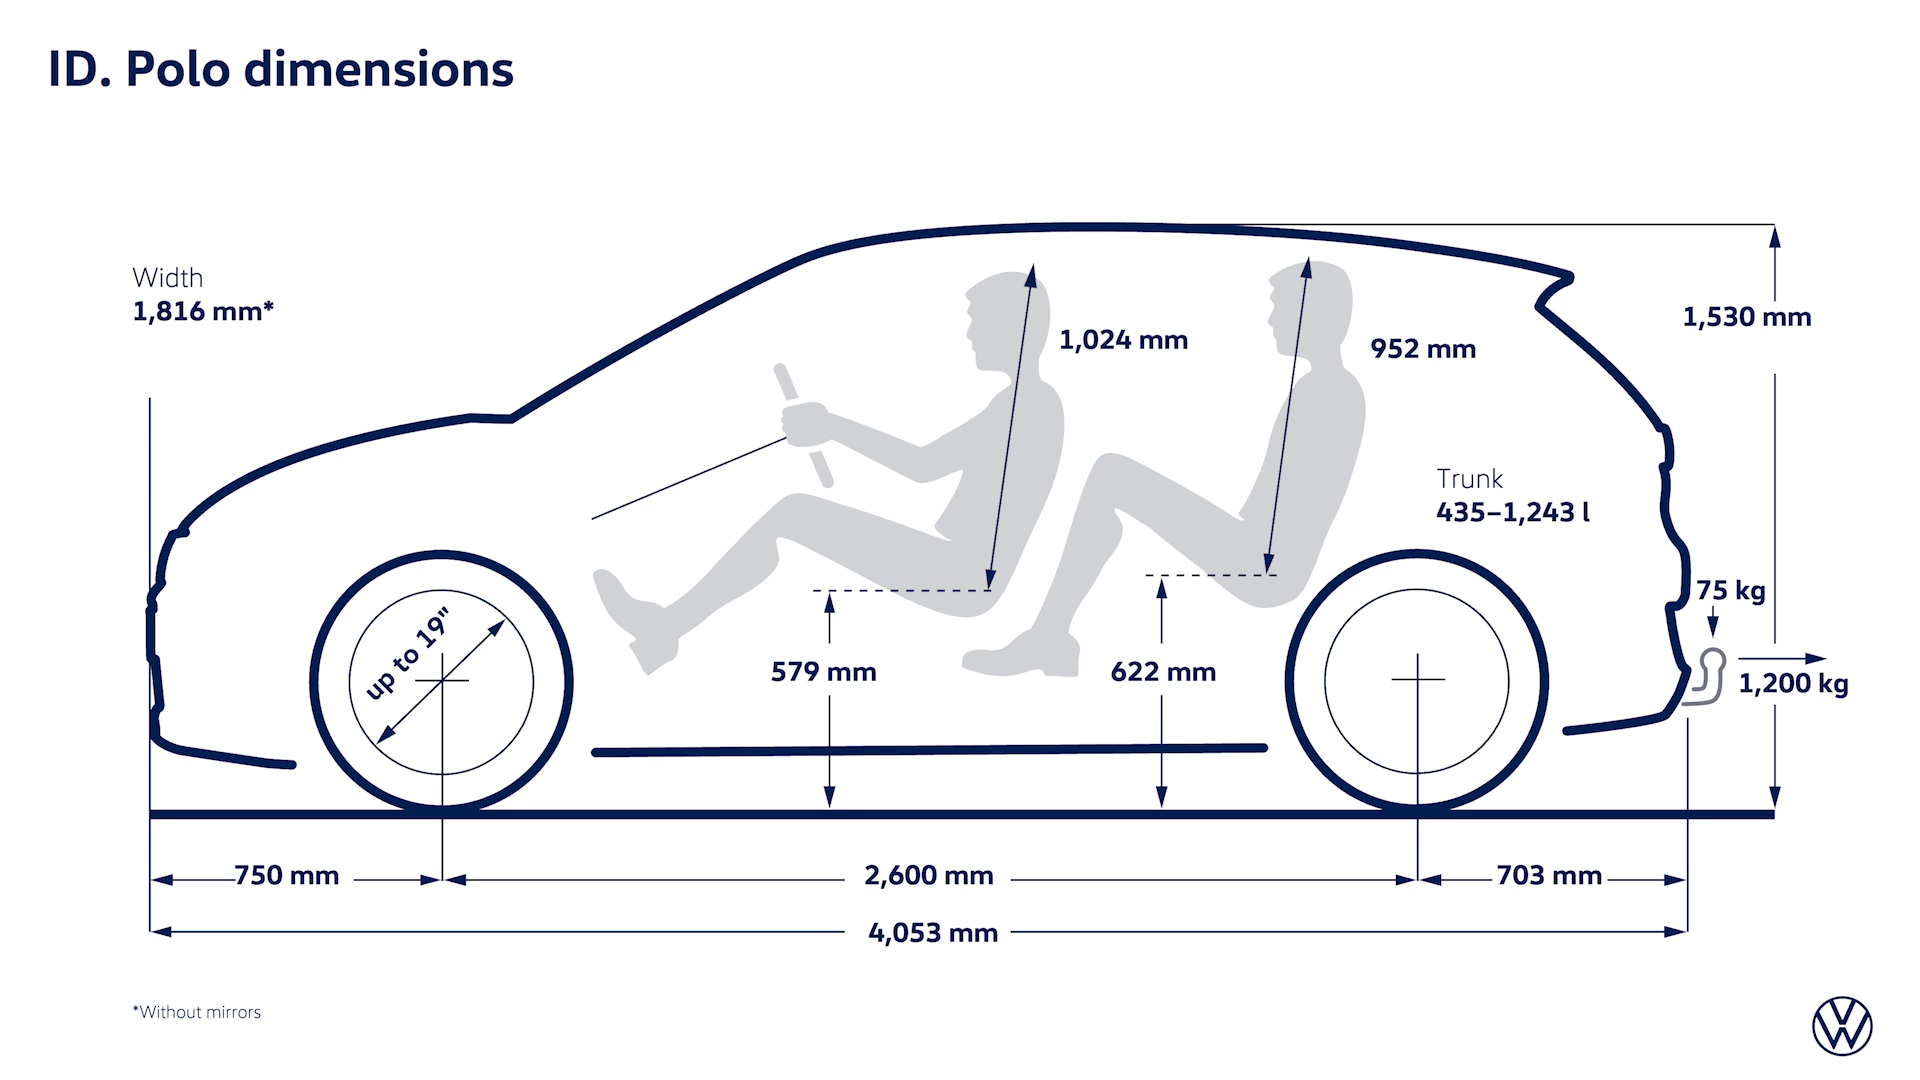 ID. Polo dimensions
Width
1,816 mm*
1,024 mm
952 mm
1,530 mm
Trunk
435–1,243 l
75 kg
1,200 kg
up to 19"
579 mm
622 mm
750 mm
2,600 mm
703 mm
4,053 mm
*Without mirrors